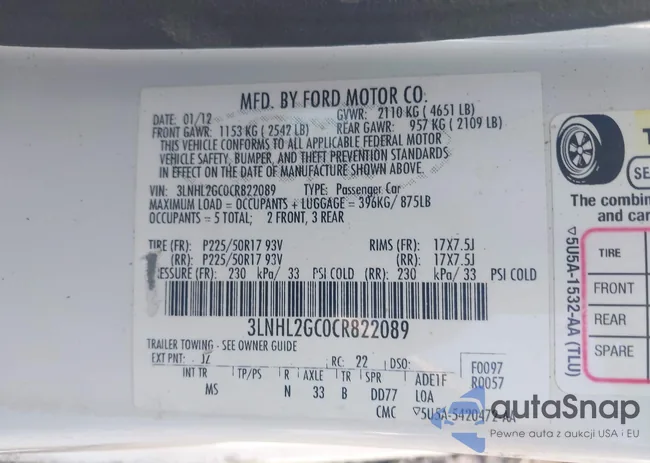 MFD. BY FORD MOTOR CO.
DATE: 01/12 GVWR: 2110 KG ( 4651 LB)
FRONT GAWR: 1153 KG ( 2542 LB) REAR GAWR: 957 KG ( 2109 LB)
THIS VEHICLE CONFORMS TO ALL APPLICABLE FEDERAL MOTOR
VEHICLE SAFETY, BUMPER, AND THEFT PREVENTION STANDARDS
IN EFFECT ON THE DATE OF MANUFACTURE SHOWN ABOVE.
VIN: 3LNHL2GC0CR822089 TYPE: Passenger Car
MAXIMUM LOAD = OCCUPANTS + LUGGAGE = 396KG/ 875LB
OCCUPANTS = 5 TOTAL; 2 FRONT, 3 REAR
TIRE (FR): P225/50R17 93V RIMS (FR): 17X7.5J
(RR): P225/50R17 93V (RR): 17X7.5J
ESSURE (FR): 230 kPa/ 33 PSI COLD (RR): 230 kPa/ 33 PSI COLD
3LNHL2GC0CR822089
TRAILER TOWING - SEE OWNER GUIDE
EXT PNT: JZ RC: 22 DSO: F0097
INT TR TP/PS R AXLE TR SPR ADE1F R0057
MS N 33 B DD77 LOA
CMC ▽5U5A-5420472-AA
The combin
and car
TIRE
FRONT
REAR
SPARE
▽5U5A-1532-AA (TLU)
autoSnap
Pewne auta z aukcji USA i EU